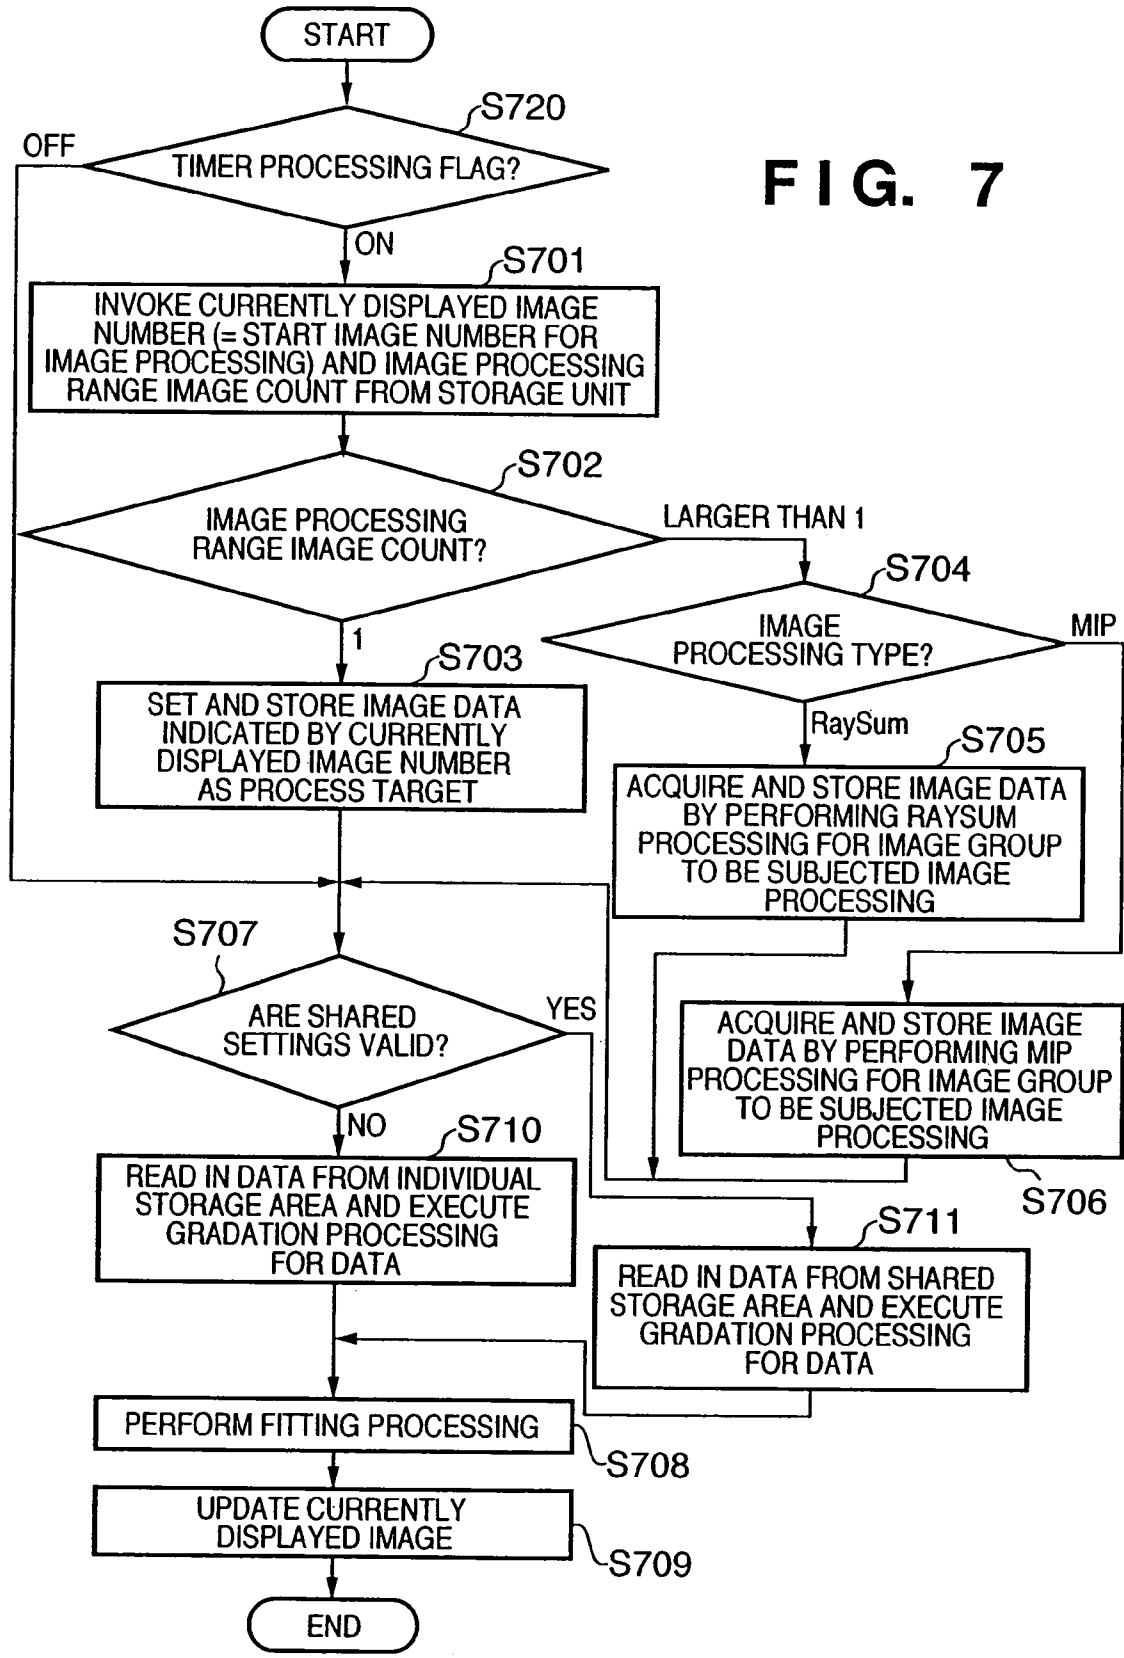 START
S720
OFF
TIMER PROCESSING FLAG?
FIG. 7
ON
S701
INVOKE CURRENTLY DISPLAYED IMAGE
NUMBER (= START IMAGE NUMBER FOR
IMAGE PROCESSING) AND IMAGE PROCESSING
RANGE IMAGE COUNT FROM STORAGE UNIT
S702
IMAGE PROCESSING
RANGE IMAGE COUNT?
LARGER THAN 1
S704
IMAGE
PROCESSING TYPE?
MIP
1
S703
SET AND STORE IMAGE DATA
INDICATED BY CURRENTLY
DISPLAYED IMAGE NUMBER
AS PROCESS TARGET
RaySum
S705
ACQUIRE AND STORE IMAGE DATA
BY PERFORMING RAYSUM
PROCESSING FOR IMAGE GROUP
TO BE SUBJECTED IMAGE
PROCESSING
S707
ARE SHARED
SETTINGS VALID?
YES
ACQUIRE AND STORE IMAGE
DATA BY PERFORMING MIP
PROCESSING FOR IMAGE GROUP
TO BE SUBJECTED IMAGE
PROCESSING
S706
NO
S710
READ IN DATA FROM INDIVIDUAL
STORAGE AREA AND EXECUTE
GRADATION PROCESSING
FOR DATA
S711
READ IN DATA FROM SHARED
STORAGE AREA AND EXECUTE
GRADATION PROCESSING
FOR DATA
PERFORM FITTING PROCESSING
S708
UPDATE CURRENTLY
DISPLAYED IMAGE
S709
END